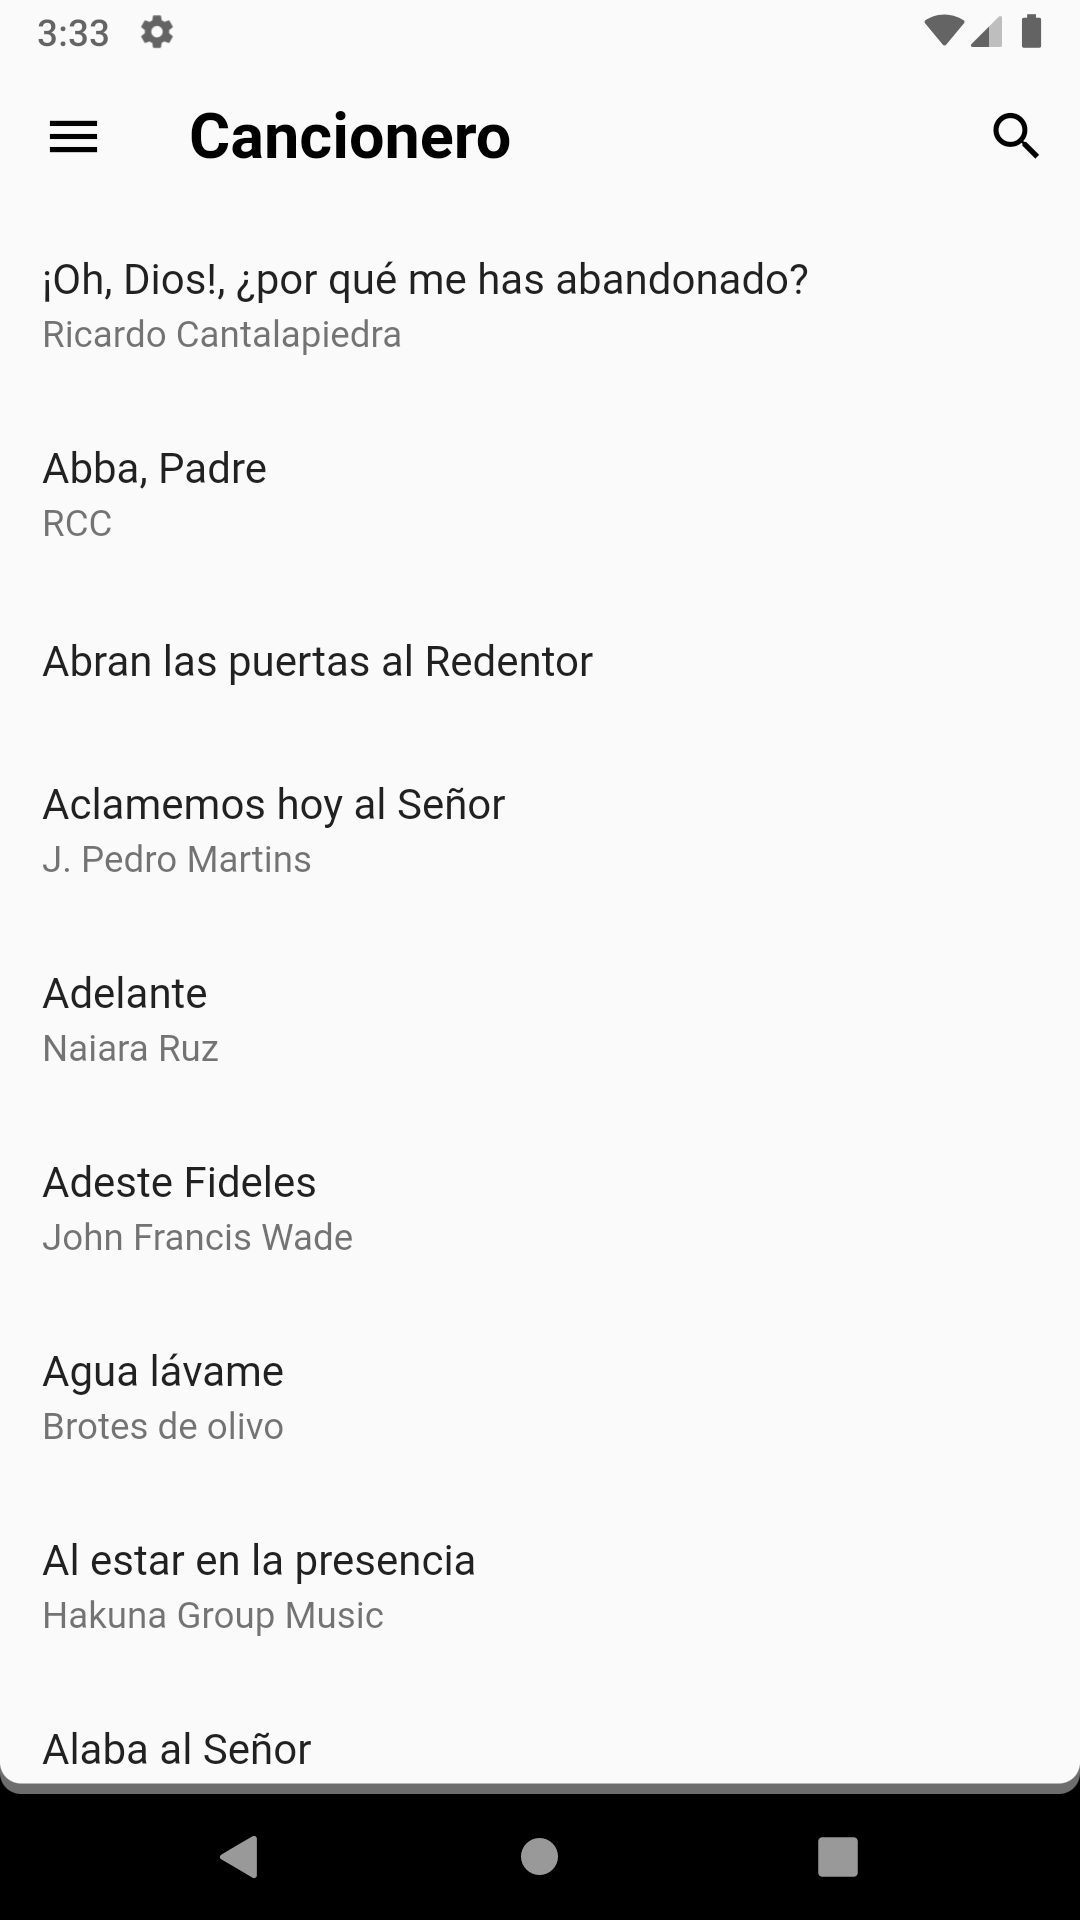 3:33
Cancionero
¡Oh, Dios!, ¿por qué me has abandonado?
Ricardo Cantalapiedra
Abba, Padre
RCC
Abran las puertas al Redentor
Aclamemos hoy al Señor
J. Pedro Martins
Adelante
Naiara Ruz
Adeste Fideles
John Francis Wade
Agua lávame
Brotes de olivo
Al estar en la presencia
Hakuna Group Music
Alaba al Señor